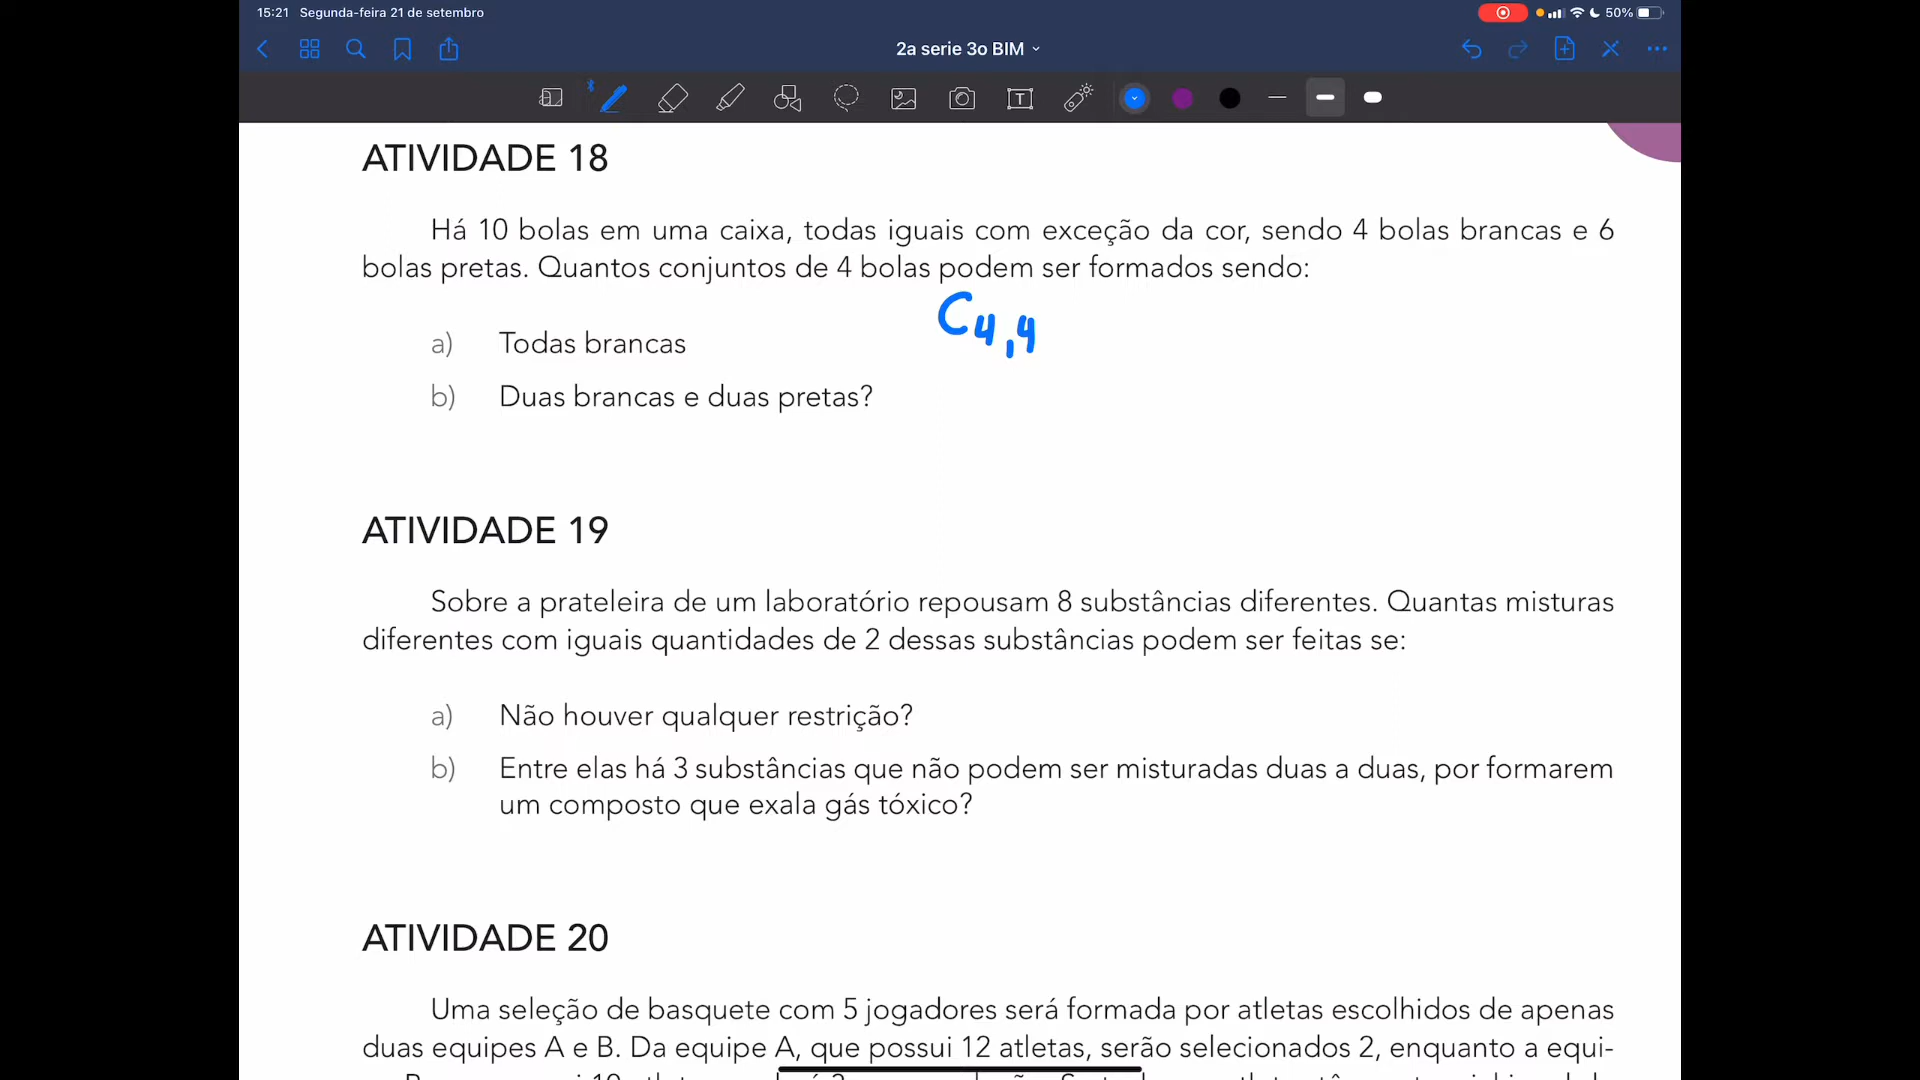 15:21 Segunda-feira 21 de setembro
50%
2a serie 3o BIM
ATIVIDADE 18
Há 10 bolas em uma caixa, todas iguais com exceção da cor, sendo 4 bolas brancas e 6
bolas pretas. Quantos conjuntos de 4 bolas podem ser formados sendo:
C4,4
a) Todas brancas
b) Duas brancas e duas pretas?
ATIVIDADE 19
Sobre a prateleira de um laboratório repousam 8 substâncias diferentes. Quantas misturas
diferentes com iguais quantidades de 2 dessas substâncias podem ser feitas se:
a) Não houver qualquer restrição?
b) Entre elas há 3 substâncias que não podem ser misturadas duas a duas, por formarem
um composto que exala gás tóxico?
ATIVIDADE 20
Uma seleção de basquete com 5 jogadores será formada por atletas escolhidos de apenas
duas equipes A e B. Da equipe A, que possui 12 atletas, serão selecionados 2, enquanto a equi-